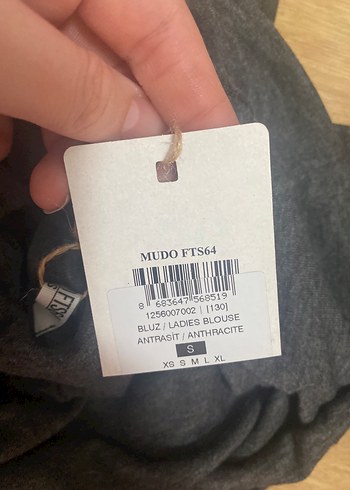 MUDO FTS64
8 683647 568519
1256007002 | [130]
BLUZ / LADIES BLOUSE
ANTRASİT / ANTHRACITE
S
XS S M L XL